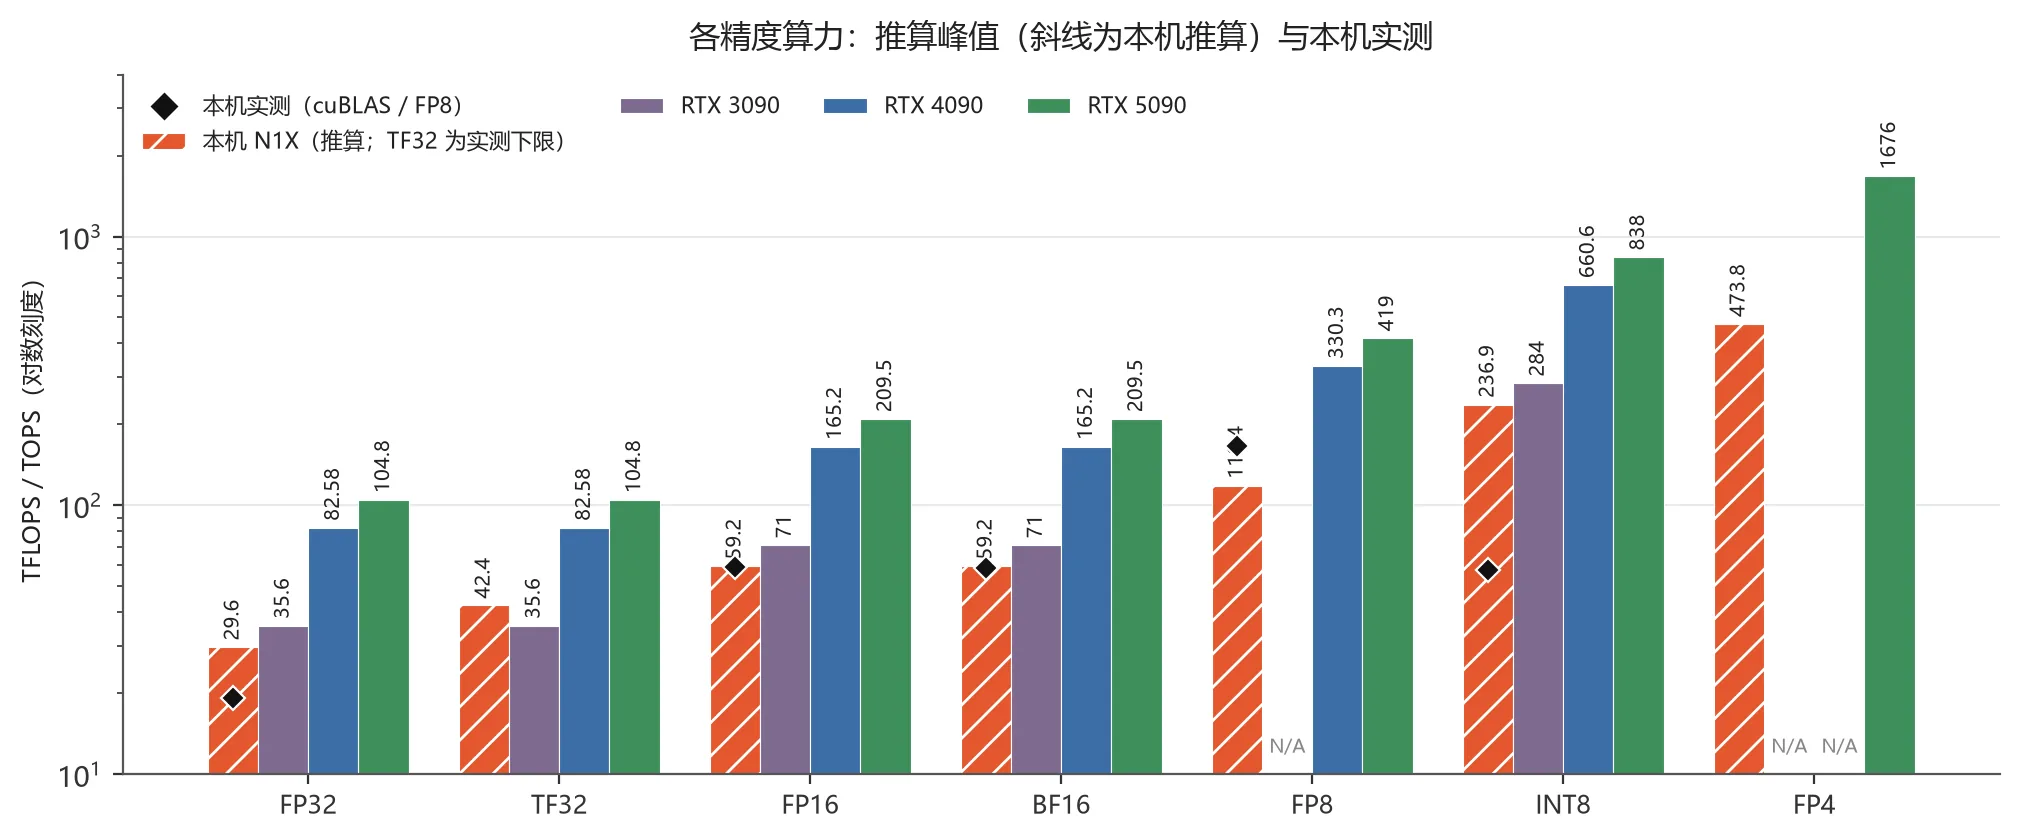 各精度算力：推算峰值（斜线为本机推算）与本机实测
本机实测（cuBLAS / FP8）
本机 N1X（推算；TF32 为实测下限）
RTX 3090
RTX 4090
RTX 5090
TFLOPS / TOPS（对数刻度）
10³
10²
10¹
29.6
35.6
82.58
104.8
42.4
35.6
82.58
104.8
59.2
71
165.2
209.5
59.2
71
165.2
209.5
N/A
330.3
419
236.9
284
660.6
838
473.8
N/A
N/A
1676
FP32
TF32
FP16
BF16
FP8
INT8
FP4